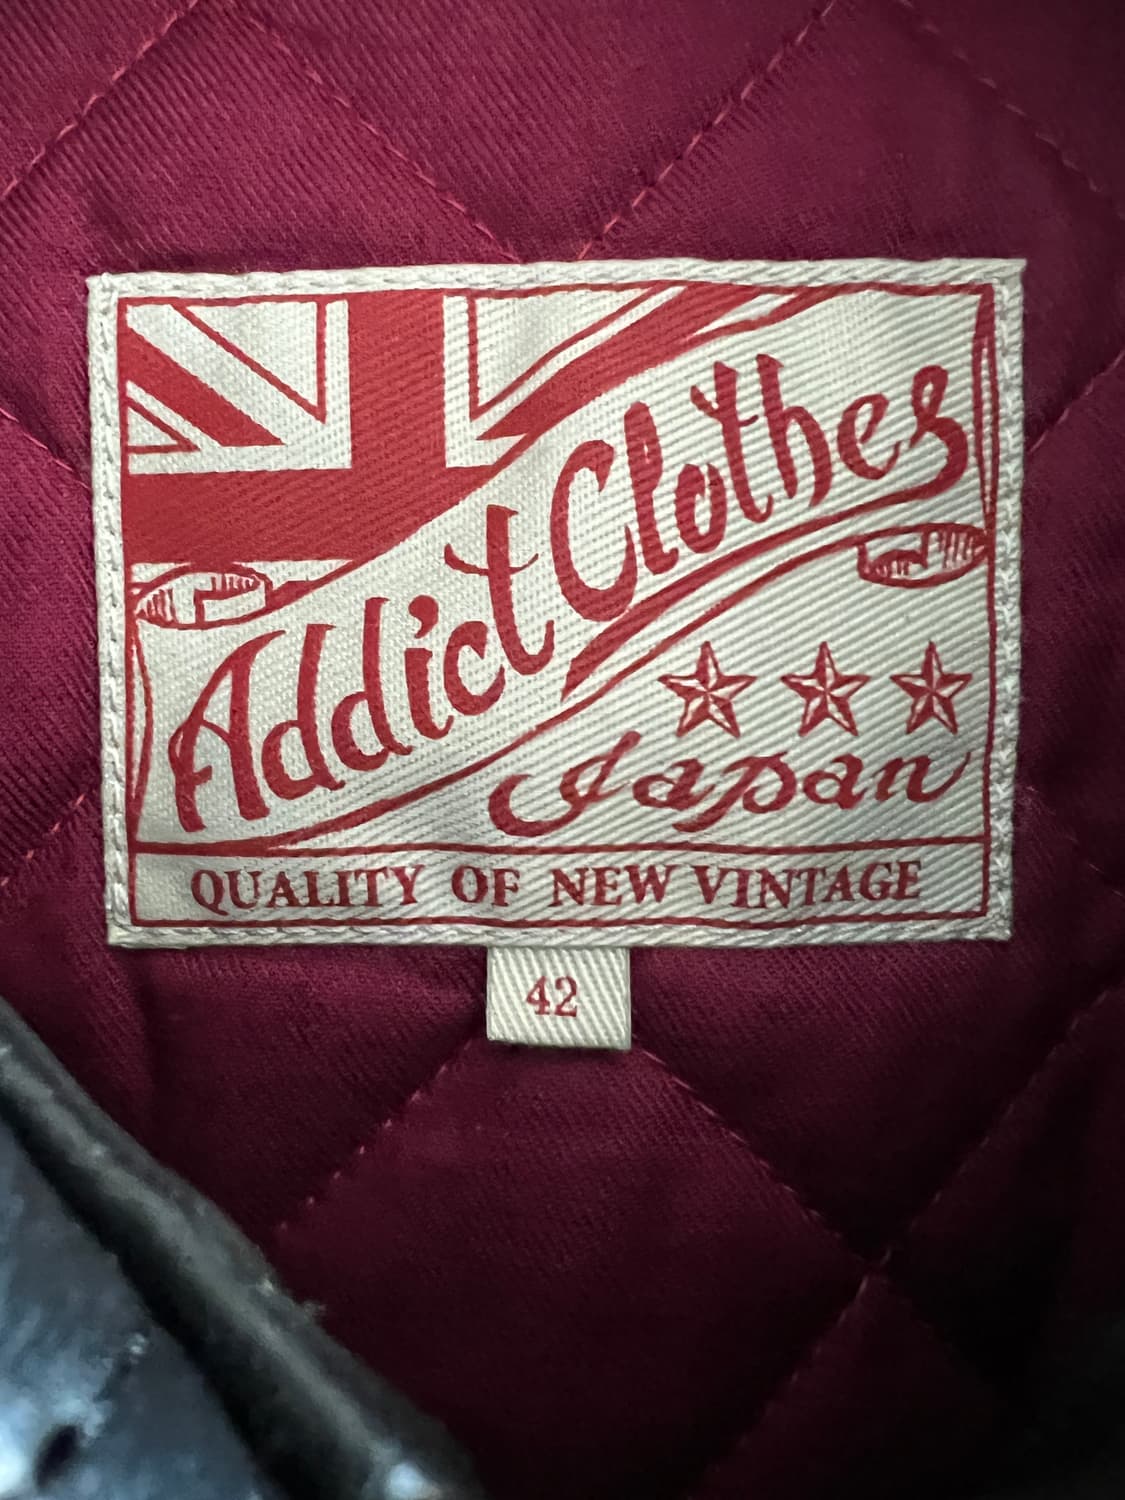 Addict Clothes
Japan
QUALITY OF NEW VINTAGE
42